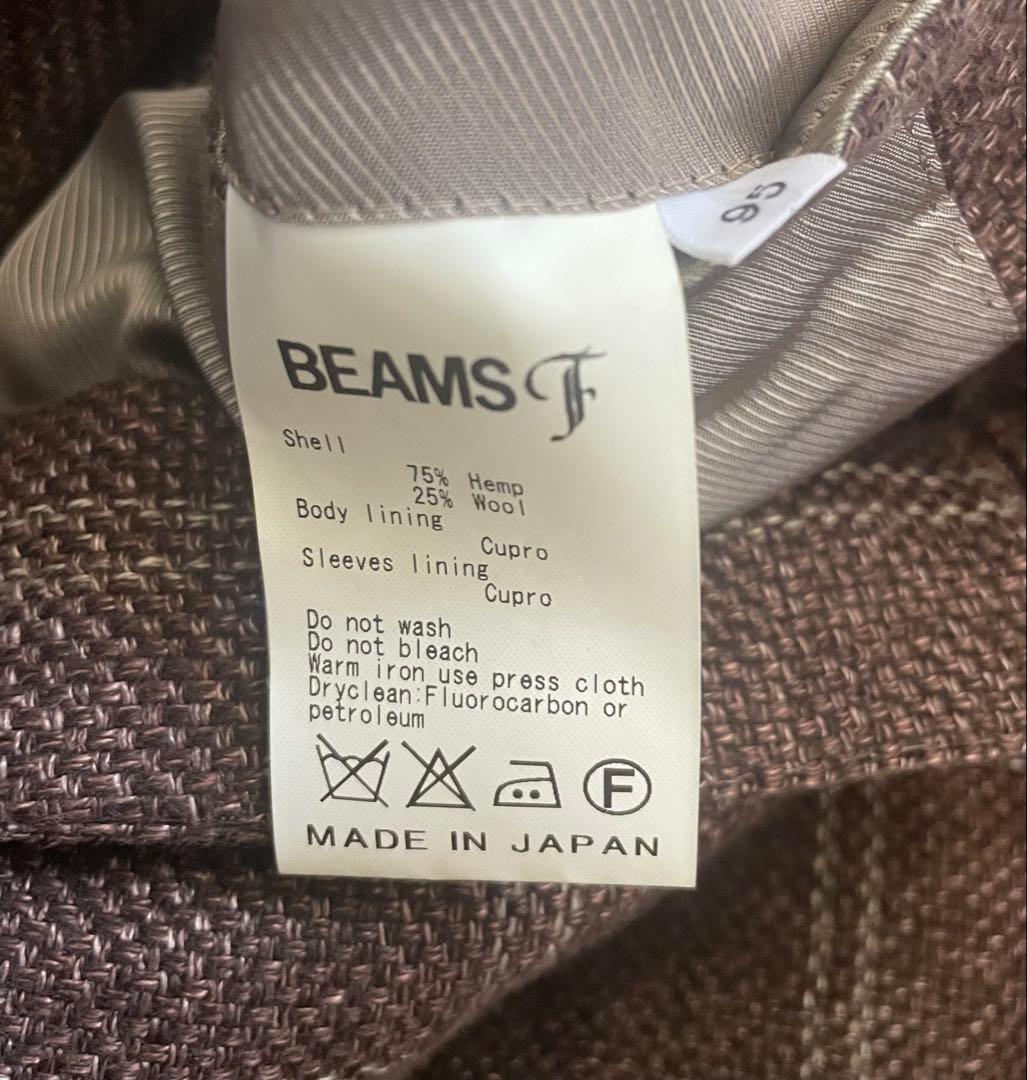 95
BEAMS F
Shell
75% Hemp
25% Wool
Body lining
Cupro
Sleeves lining
Cupro
Do not wash
Do not bleach
Warm iron use press cloth
Dryclean:Fluorocarbon or
petroleum
F
MADE IN JAPAN